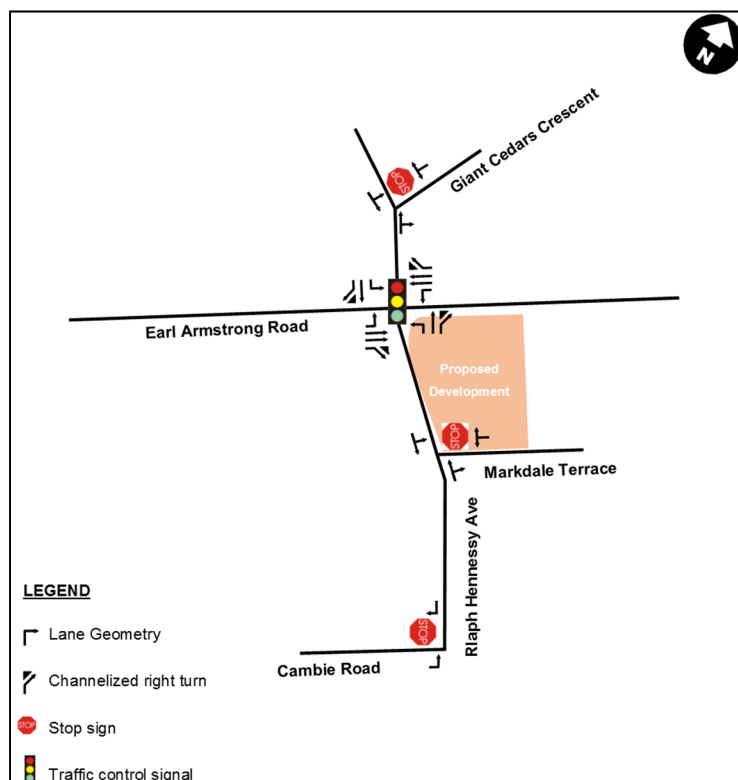 N
Giant Cedars Crescent
STOP
Earl Armstrong Road
Proposed
Development
STOP
Markdale Terrace
Rlaph Hennessy Ave
STOP
Cambie Road
LEGEND
Lane Geometry
Channelized right turn
STOP
Stop sign
Traffic control signal